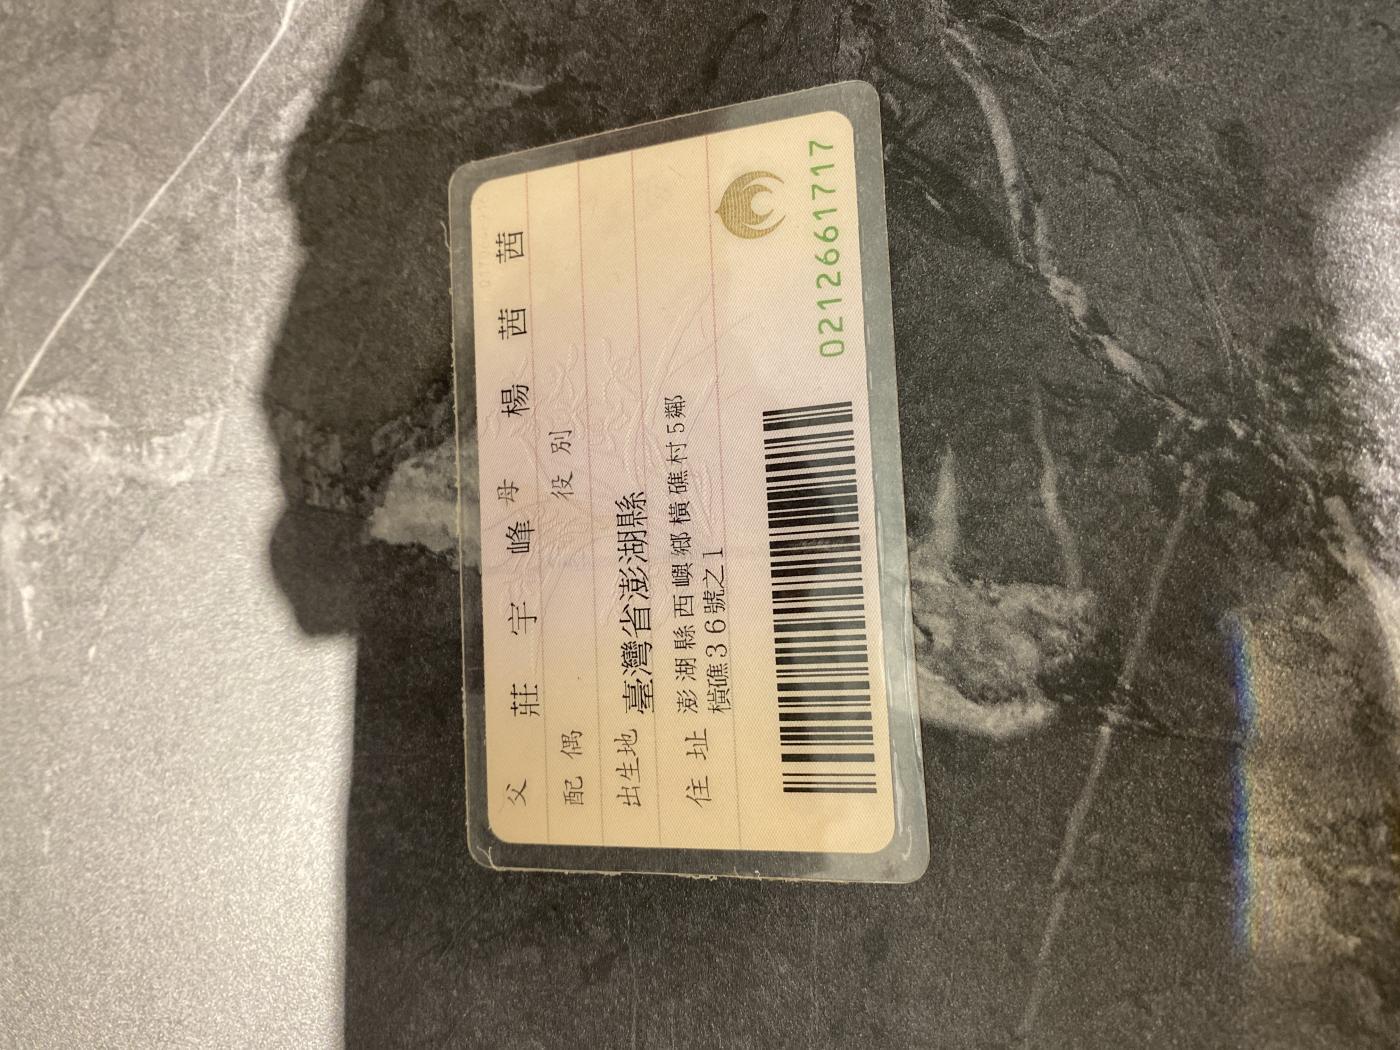 父 莊宇峰 母 楊茜茜
配偶 役別
出生地 臺灣省澎湖縣
住址 澎湖縣西嶼鄉橫礁村5鄰
橫礁36號之1
0212661717